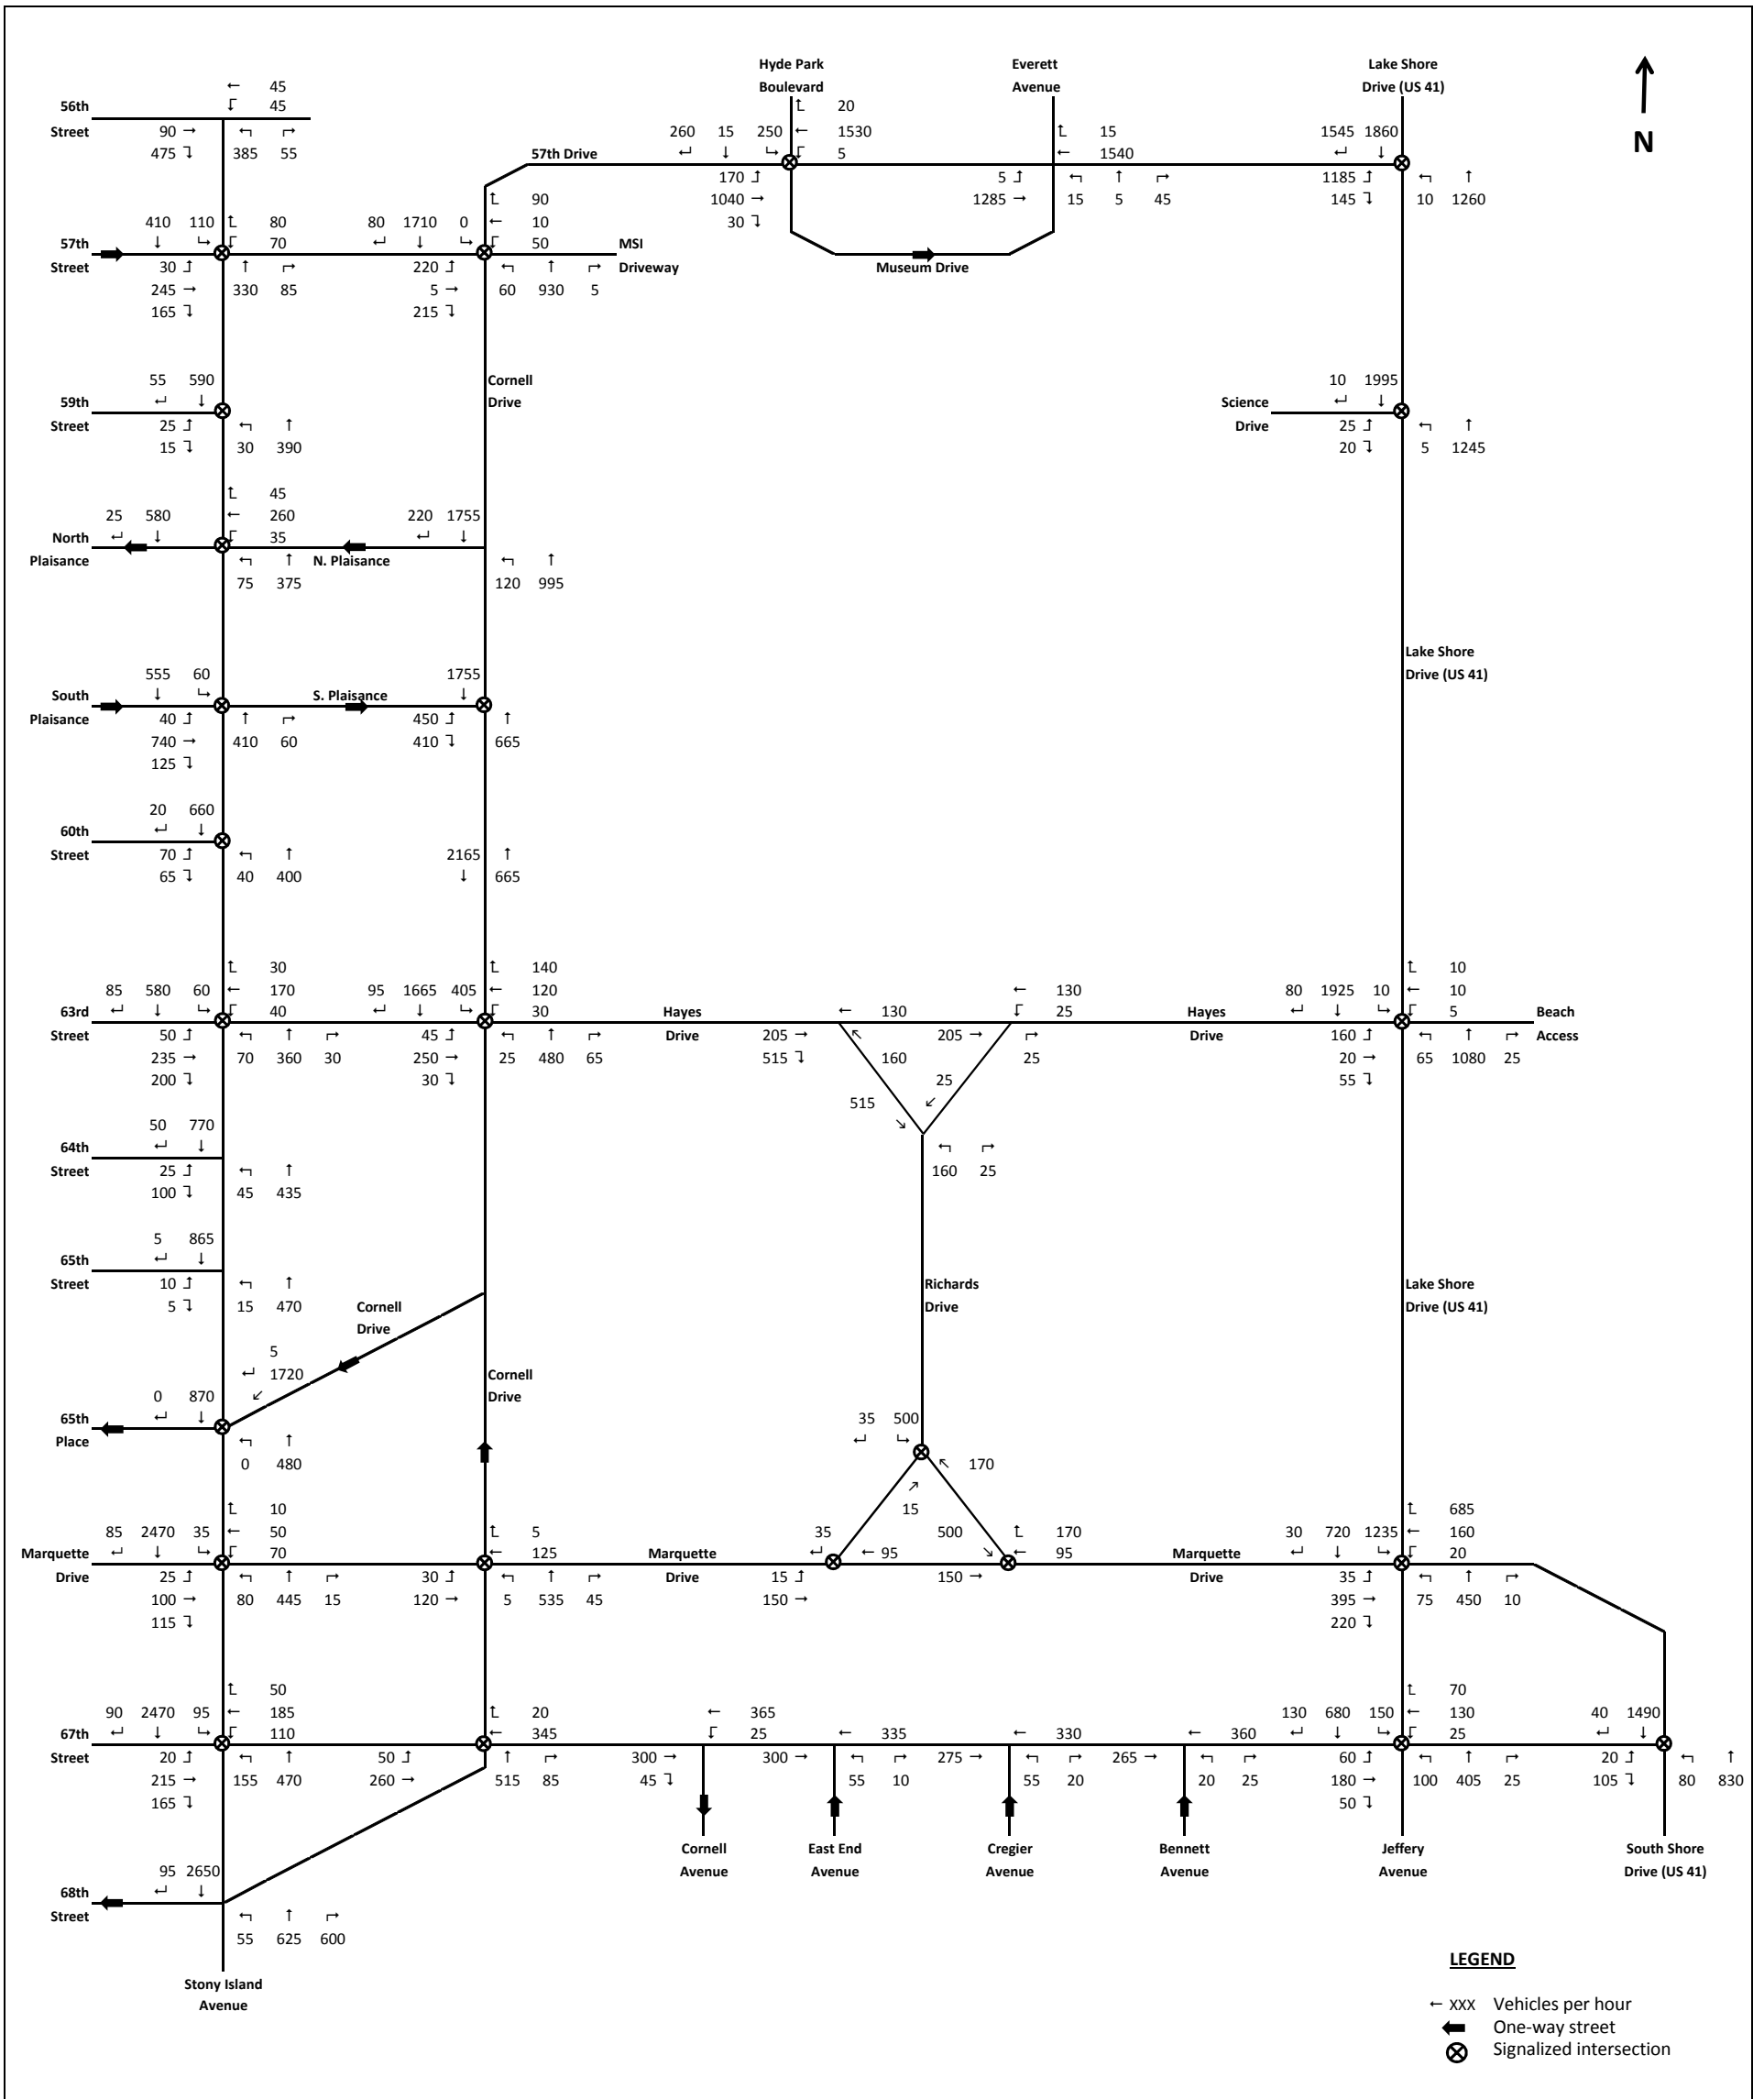 Hyde Park
Boulevard
Everett
Avenue
Lake Shore
Drive (US 41)
N
← 45
↲ 45
56th
Street
90 →
475 ↴
↰ ↱
385 55
57th Drive
260 15 250
↵ ↓ ↳
20
← 1530
5
170
1040 →
30
15
← 1540
5
1285 →
↰ ↑ ↱
15 5 45
1545 1860
↵ ↓
1185
145
↰ ↑
10 1260
410 110
↓ ↳
80
70
57th
Street
30
245 →
165
↑ ↱
330 85
80 1710 0
↵ ↓ ↳
90
← 10
50
MSI
Driveway
220
5 →
215
↰ ↑ ↱
60 930 5
Museum Drive
55 590
↵ ↓
59th
Street
25
15
↰ ↑
30 390
Cornell
Drive
10 1995
↵ ↓
Science
Drive
25
20
↰ ↑
5 1245
45
← 260
35
25 580
↵ ↓
North
Plaisance
↰ ↑
75 375
N. Plaisance
220 1755
↵ ↓
↰ ↑
120 995
Lake Shore
Drive (US 41)
555 60
↓ ↳
South
Plaisance
40
740 →
125
↑ ↱
410 60
S. Plaisance
1755
↓
450
410
↑
665
20 660
↵ ↓
60th
Street
70
65
↰ ↑
40 400
2165 ↑
↓ 665
85 580 60
↵ ↓ ↳
30
← 170
40
63rd
Street
50
235 →
200
↰ ↑ ↱
70 360 30
95 1665 405
↵ ↓ ↳
140
← 120
30
45
250 →
30
↰ ↑ ↱
25 480 65
Hayes
Drive
205 →
515
← 130
160
205 →
← 130
25
↱
25
Hayes
Drive
80 1925 10
↵ ↓ ↳
10
← 10
5
Beach
Access
160
20 →
55
↰ ↑ ↱
65 1080 25
25
515
↰ ↱
160 25
50 770
↵ ↓
64th
Street
25
100
↰ ↑
45 435
5 865
↵ ↓
65th
Street
10
5
↰ ↑
15 470
Cornell
Drive
Richards
Drive
Lake Shore
Drive (US 41)
5
↵ 1720
0 870
↵ ↓
65th
Place
↰ ↑
0 480
Cornell
Drive
35 500
↵ ↳
170
15
85 2470 35
↵ ↓ ↳
10
← 50
70
Marquette
Drive
25
100 →
115
↰ ↑ ↱
80 445 15
5
← 125
30
120 →
↰ ↑ ↱
5 535 45
Marquette
Drive
35
↵ ← 95
15
150 →
500
150 →
170
← 95
Marquette
Drive
30 720 1235
↵ ↓ ↳
685
← 160
20
35
395 →
220
↰ ↑ ↱
75 450 10
90 2470 95
↵ ↓ ↳
50
← 185
110
67th
Street
20
215 →
165
↰ ↑
155 470
20
← 345
50
260 →
↑ ↱
515 85
← 365
25
300 →
45
← 335
300 →
↰ ↱
55 10
← 330
275 →
↰ ↱
55 20
← 360
265 →
↰ ↱
20 25
130 680 150
↵ ↓ ↳
70
← 130
25
60
180 →
50
↰ ↑ ↱
100 405 25
40 1490
↵ ↓
20
105
↰ ↑
80 830
Cornell
Avenue
East End
Avenue
Cregier
Avenue
Bennett
Avenue
Jeffery
Avenue
South Shore
Drive (US 41)
95 2650
↵ ↓
68th
Street
↰ ↑ ↱
55 625 600
Stony Island
Avenue
LEGEND
← XXX Vehicles per hour
One-way street
Signalized intersection